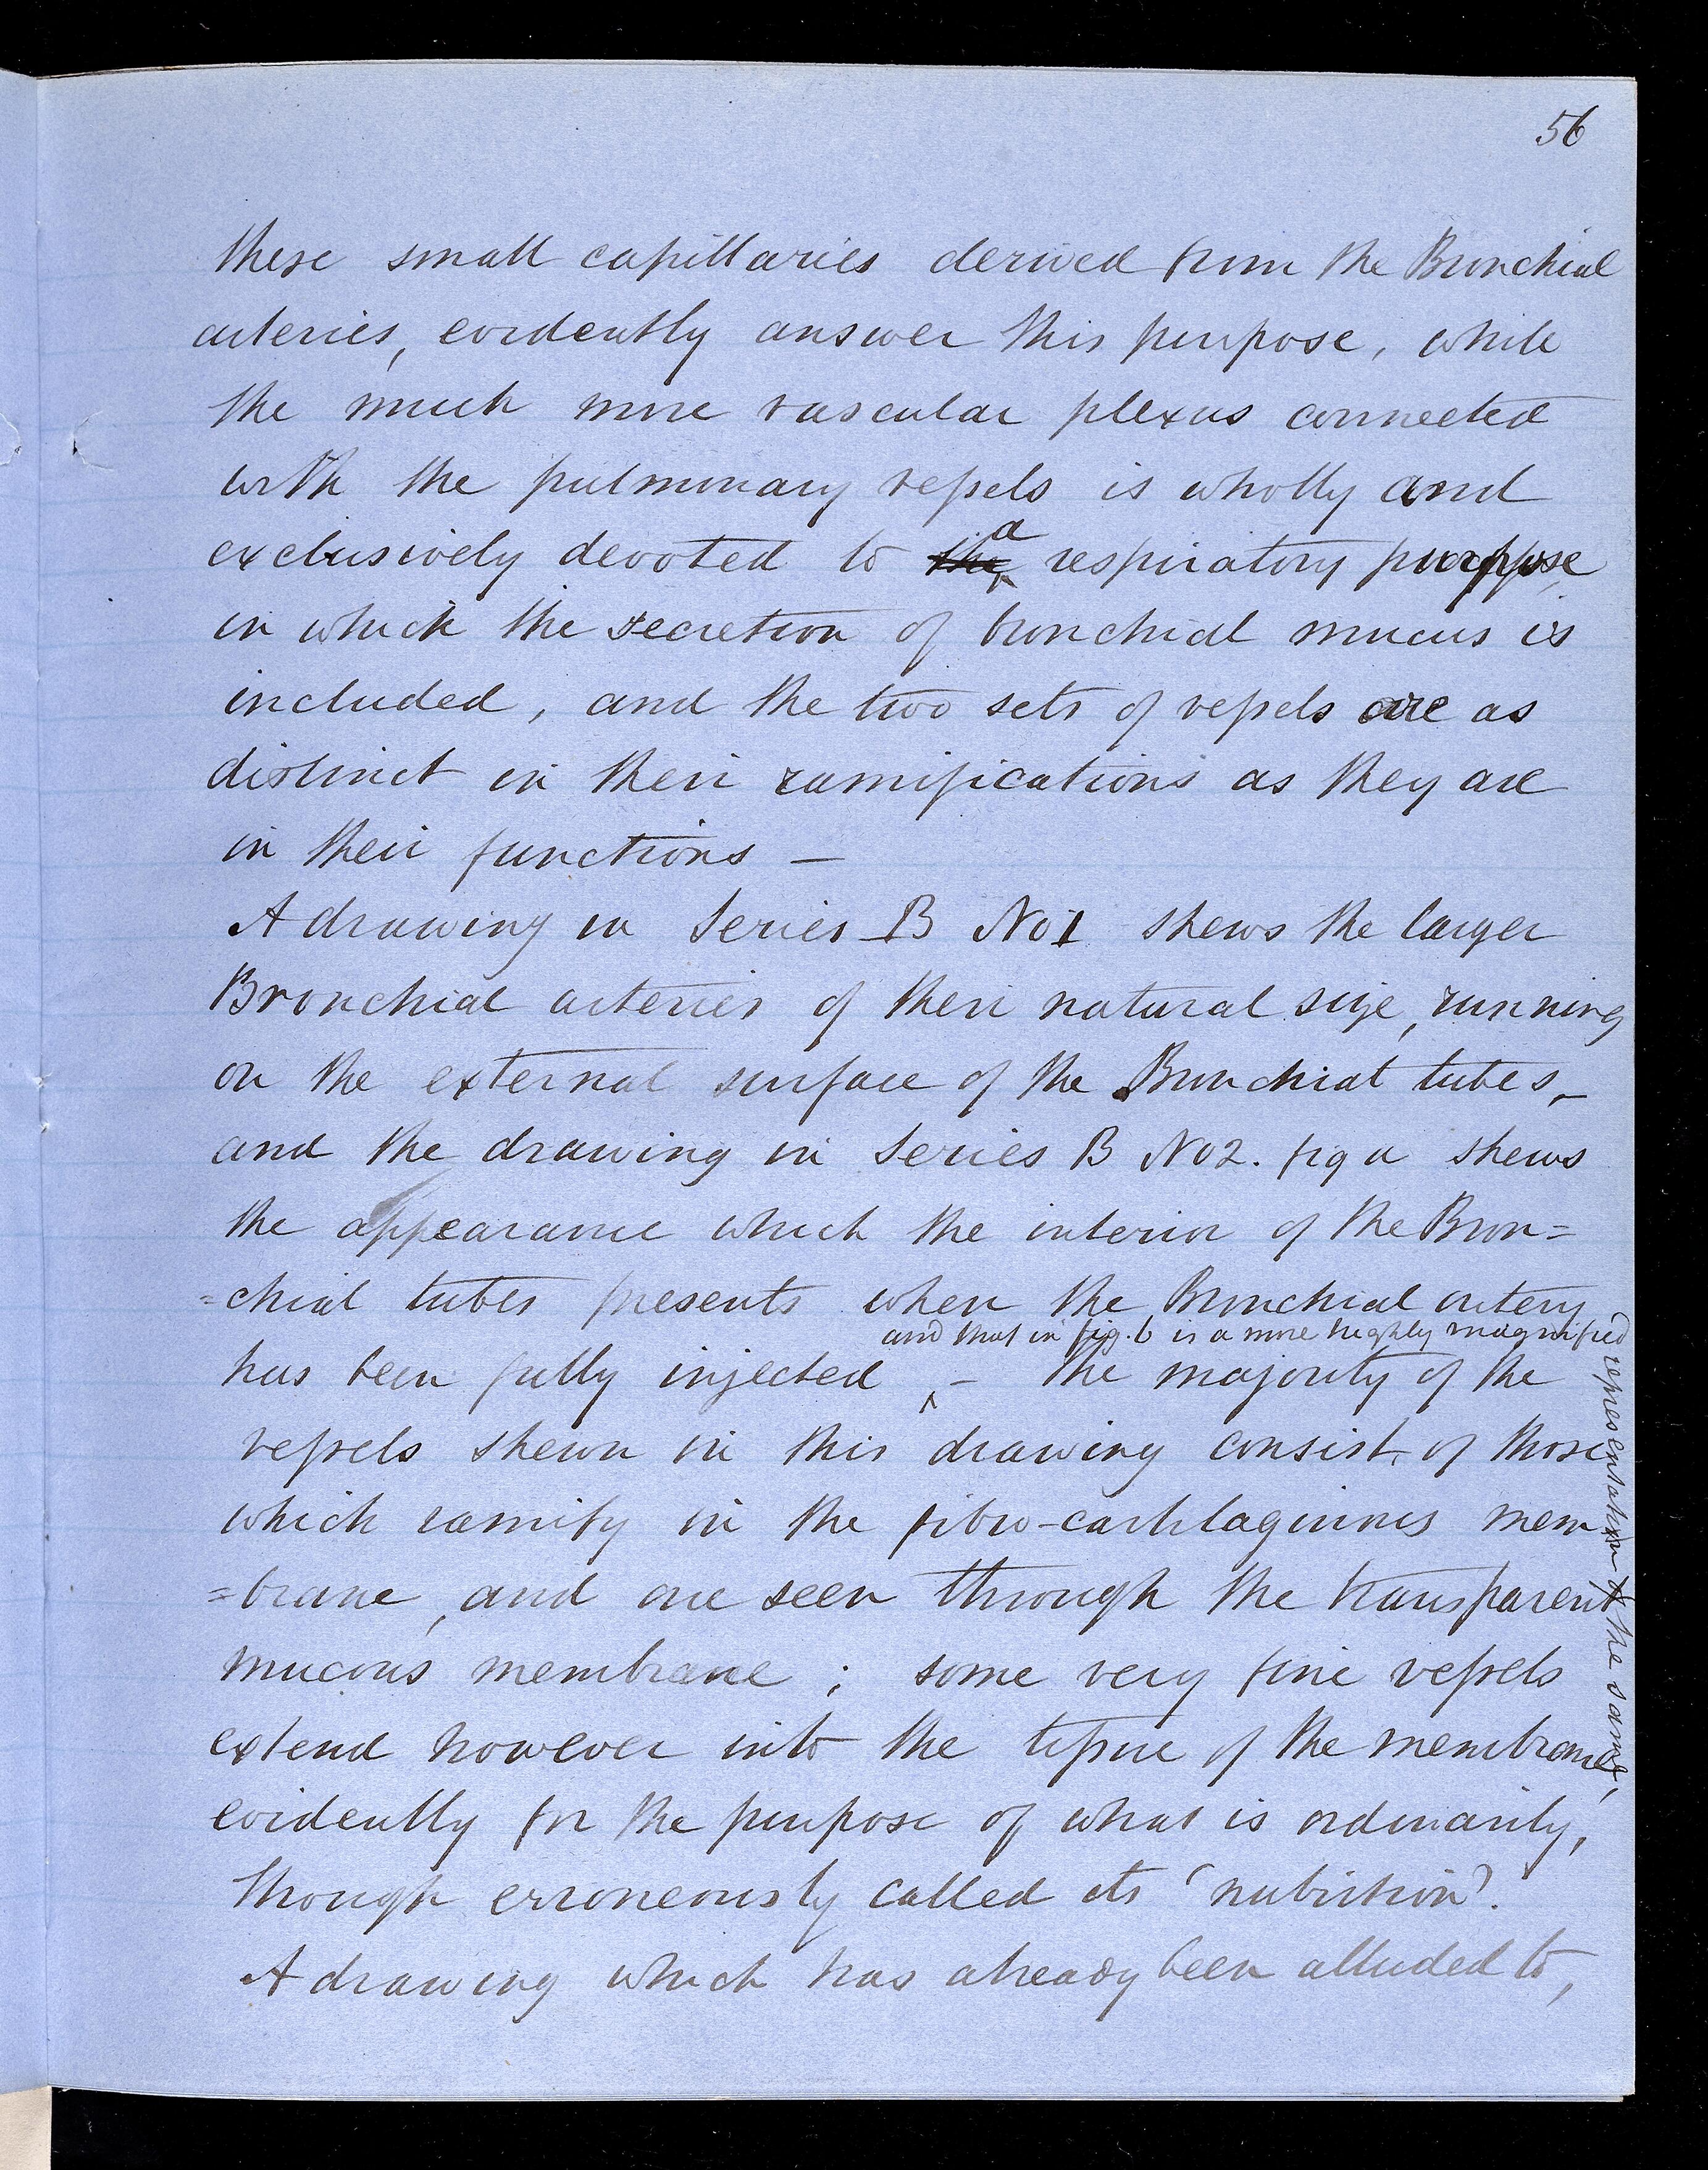 56
these small capillaries derived from the Bronchial
arteries, evidently answer this purpose, while
the much more vascular plexus connected
with the pulmonary vessels is wholly and
exclusively devoted to the a respiratory purpose
in which the secretion of bronchial mucus is
included, and the two sets of vessels are as
distinct in their ramifications as they are
in their functions —
A drawing in Series B No 1 shews the larger
Bronchial arteries of their natural size, running
on the external surface of the Bronchial tubes, –
and the drawing in Series B No 2. fig a shews
the appearance which the interior of the Bron=
=chial tubes presents when the Bronchial artery
and that in fig. b is a more highly magnified representation of the same,
has been fully injected – the majority of the
vessels shewn in this drawing consist, of those
which ramify in the fibro-cartilaginous mem
=brane, and are seen through the transparent
mucous membrane ; some very fine vessels
extend however into the tissue of the membrane,
evidently for the purpose of what is ordinarily,
though erroneously called its 'nutrition'.
A drawing which has already been alluded to,